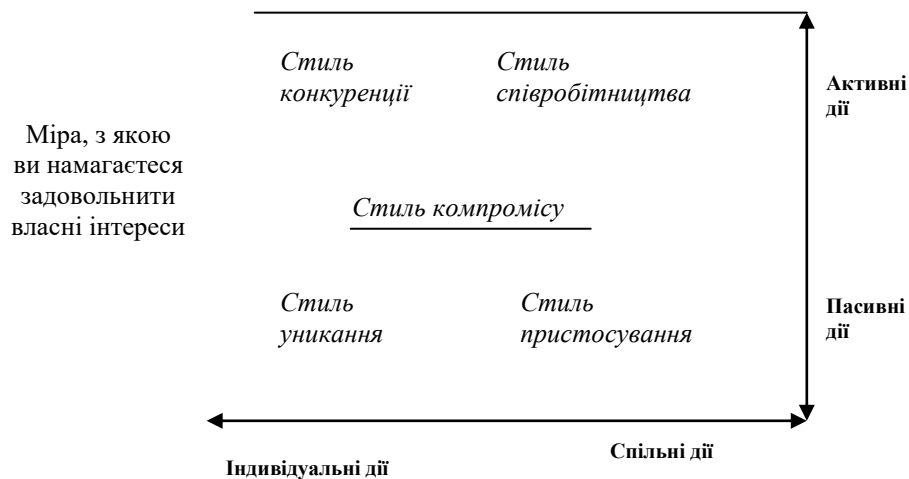 Стиль
конкуренції
Стиль
співробітництва
Активні
дії
Міра, з якою
ви намагаєтеся
задовольнити
власні інтереси
Стиль компромісу
Стиль
уникання
Стиль
пристосування
Пасивні
дії
Індивідуальні дії
Спільні дії